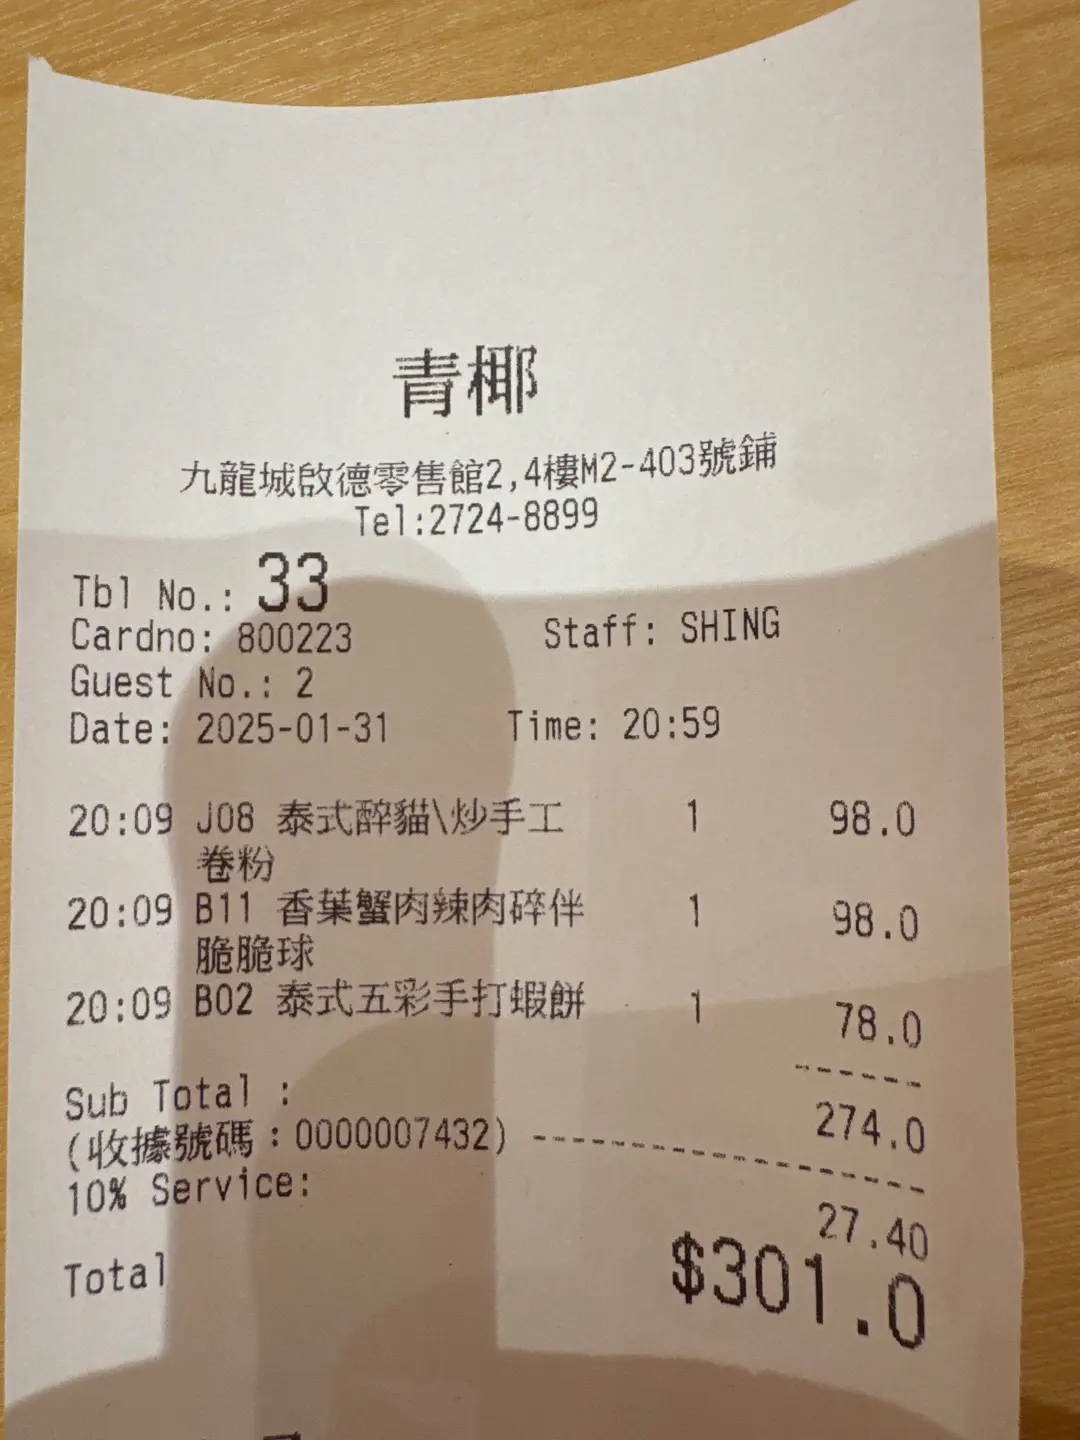 青椰
九龍城啟德零售館2,4樓M2-403號鋪
Tel:2724-8899
Tbl No.: 33
Cardno: 800223 Staff: SHING
Guest No.: 2
Date: 2025-01-31 Time: 20:59
20:09 J08 泰式醉貓\炒手工 1 98.0
卷粉
20:09 B11 香葉蟹肉辣肉碎伴 1 98.0
脆脆球
20:09 B02 泰式五彩手打蝦餅 1 78.0
Sub Total : 274.0
(收據號碼：0000007432)
10% Service: 27.40
Total $301.0